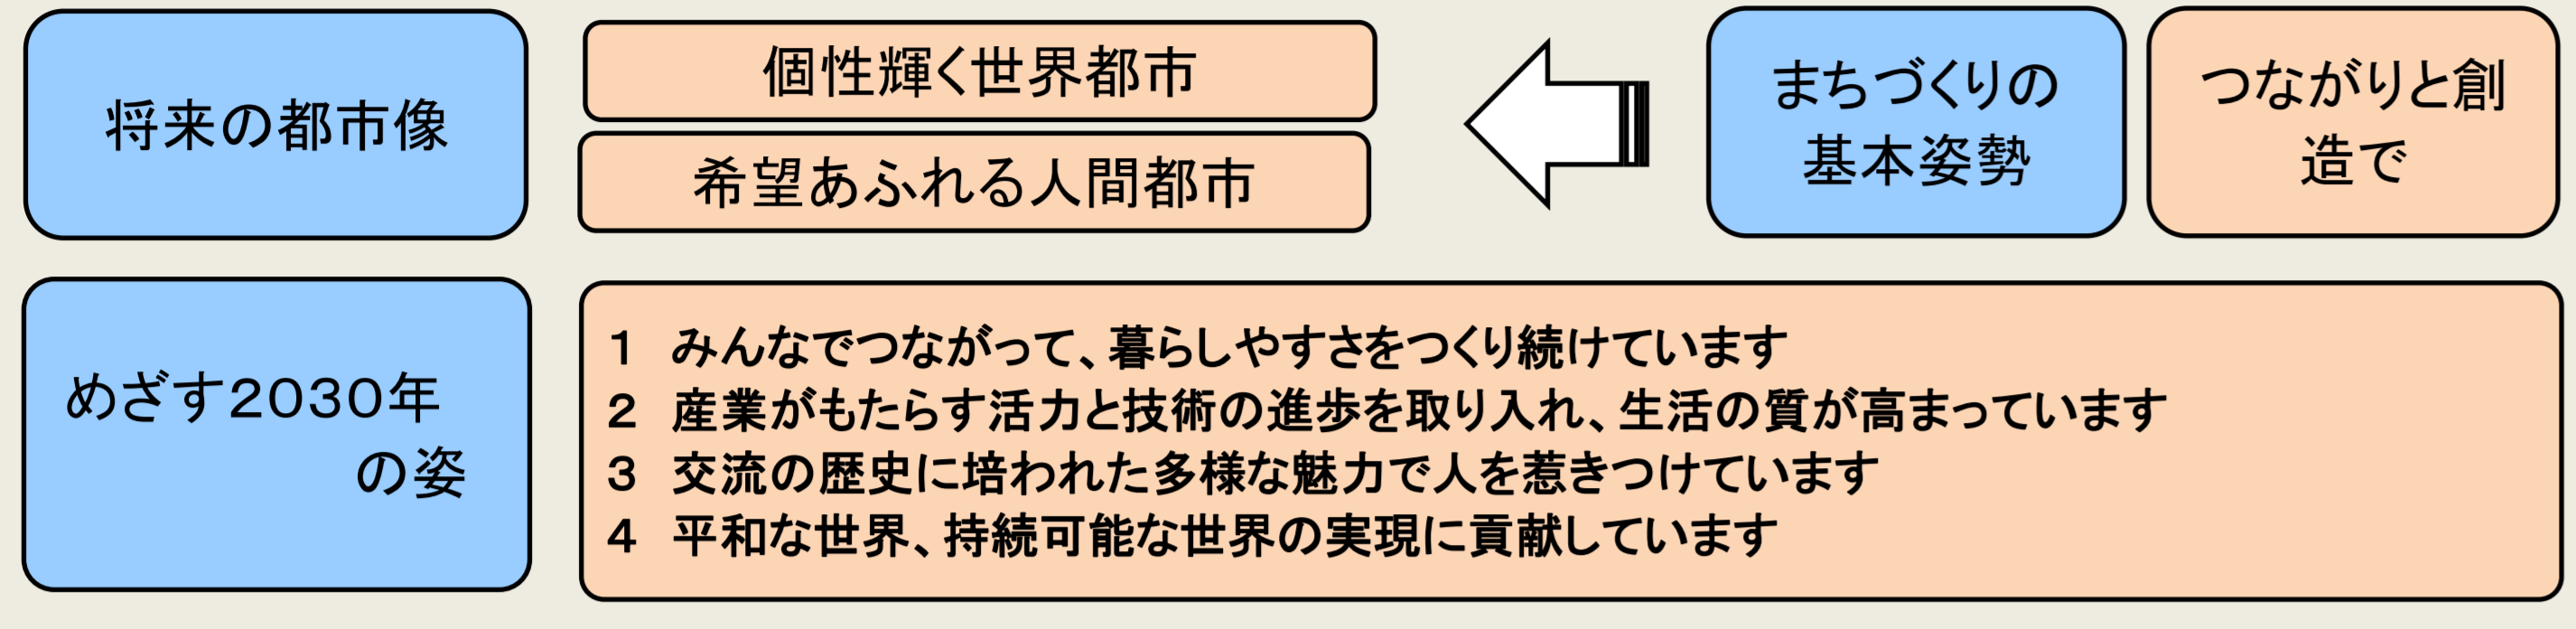 将来の都市像
個性輝く世界都市
希望あふれる人間都市
まちづくりの
基本姿勢
つながりと創
造で
めざす2030年
の姿
1　みんなでつながって、暮らしやすさをつくり続けています
2　産業がもたらす活力と技術の進歩を取り入れ、生活の質が高まっています
3　交流の歴史に培われた多様な魅力で人を惹きつけています
4　平和な世界、持続可能な世界の実現に貢献しています